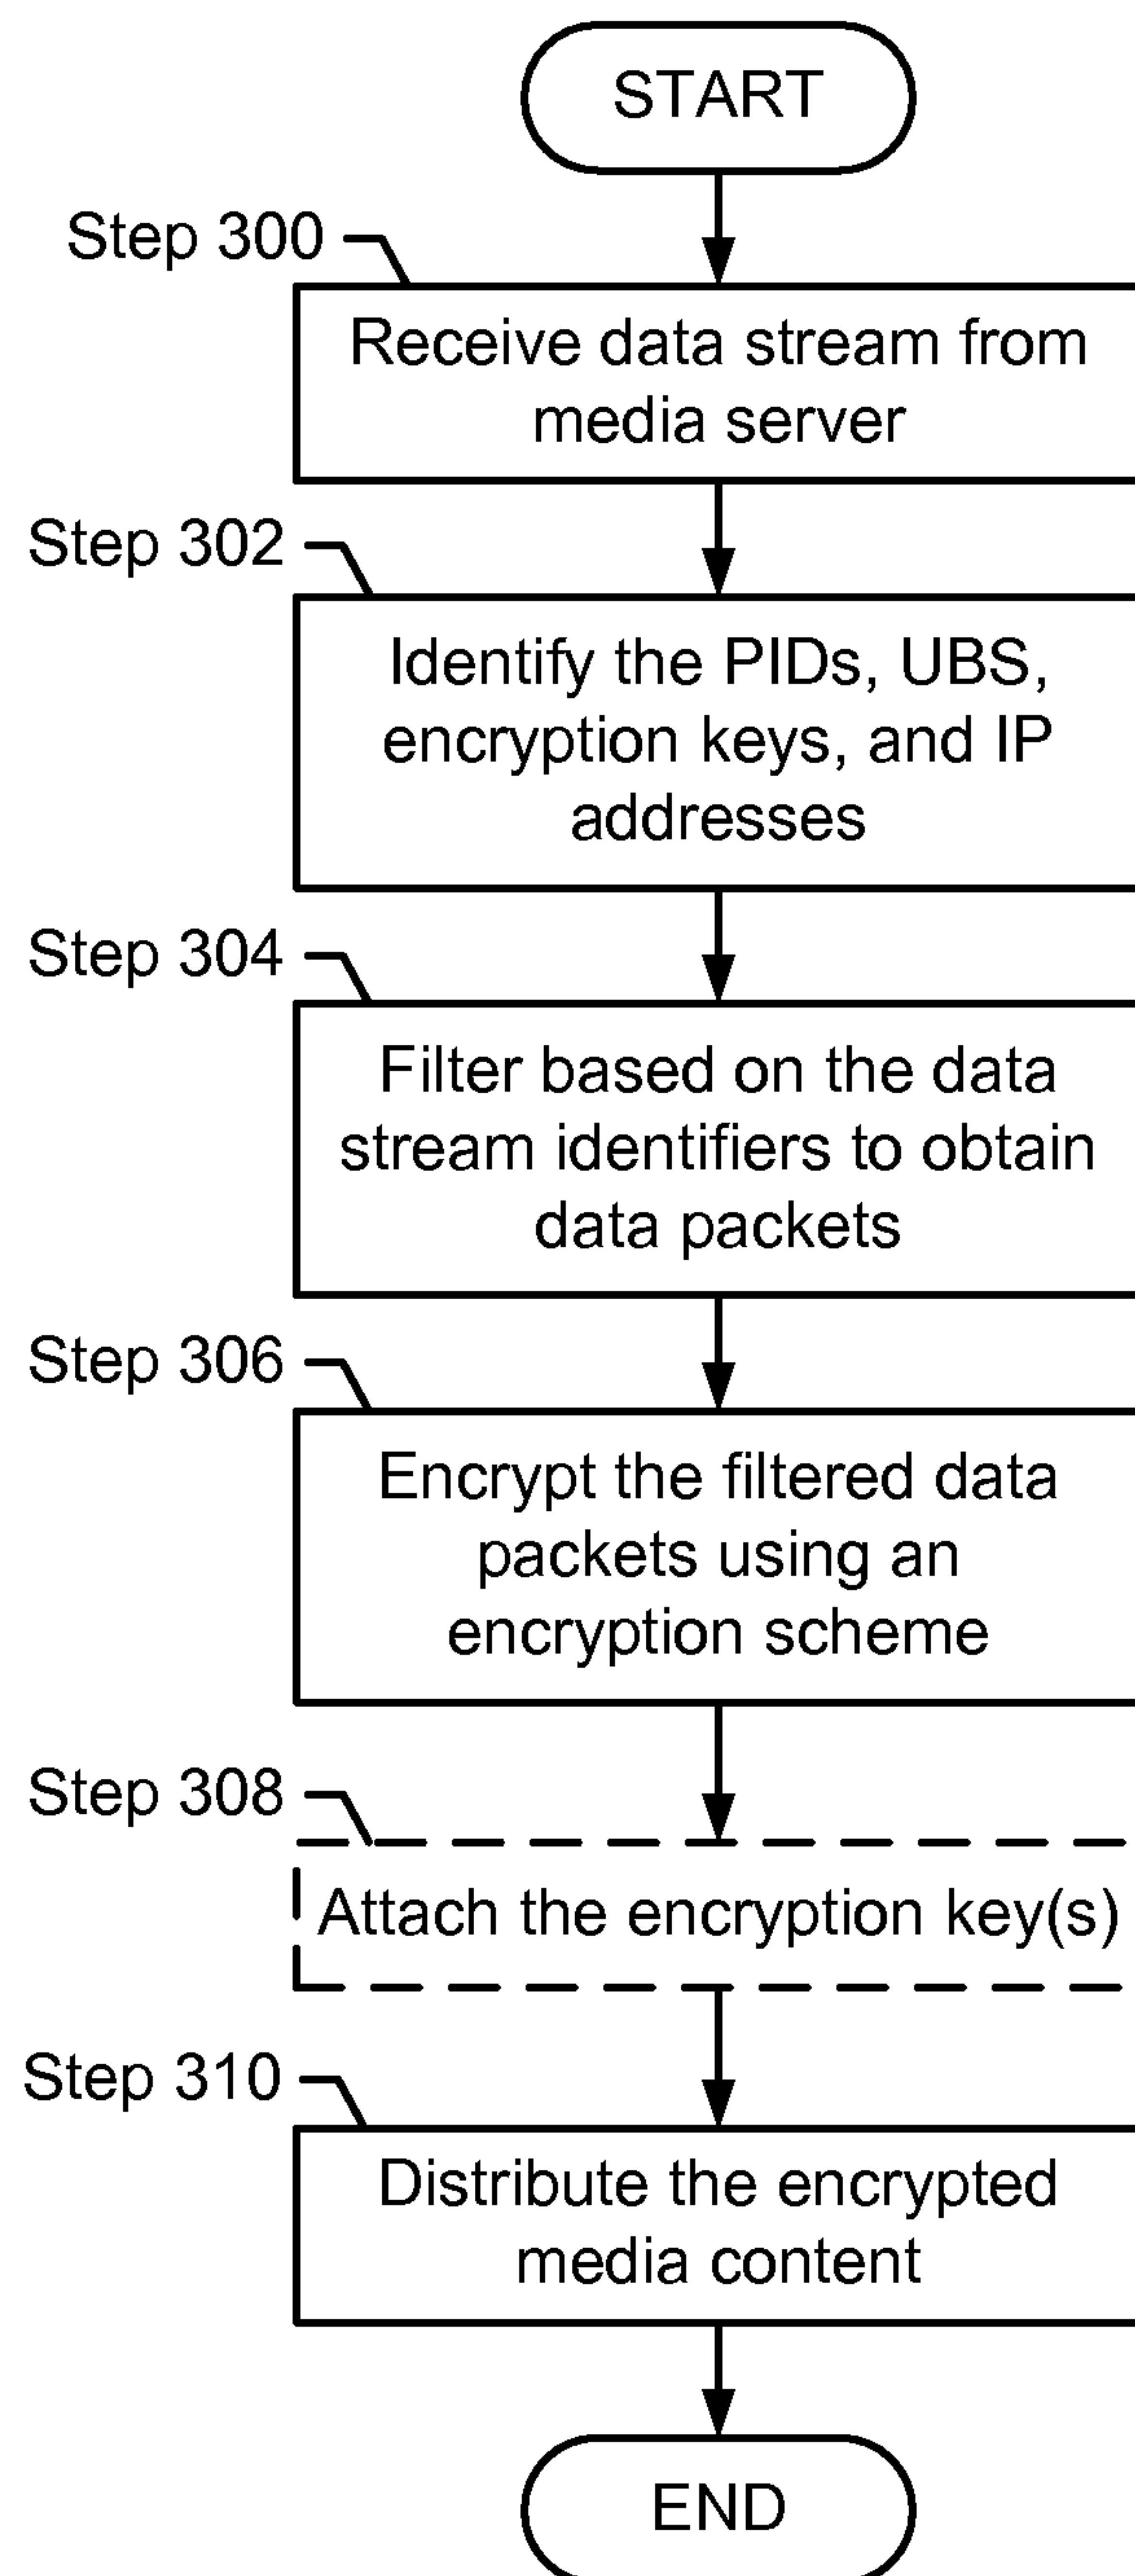 START
Step 300
Receive data stream from
media server
Step 302
Identify the PIDs, UBS,
encryption keys, and IP
addresses
Step 304
Filter based on the data
stream identifiers to obtain
data packets
Step 306
Encrypt the filtered data
packets using an
encryption scheme
Step 308
Attach the encryption key(s)
Step 310
Distribute the encrypted
media content
END